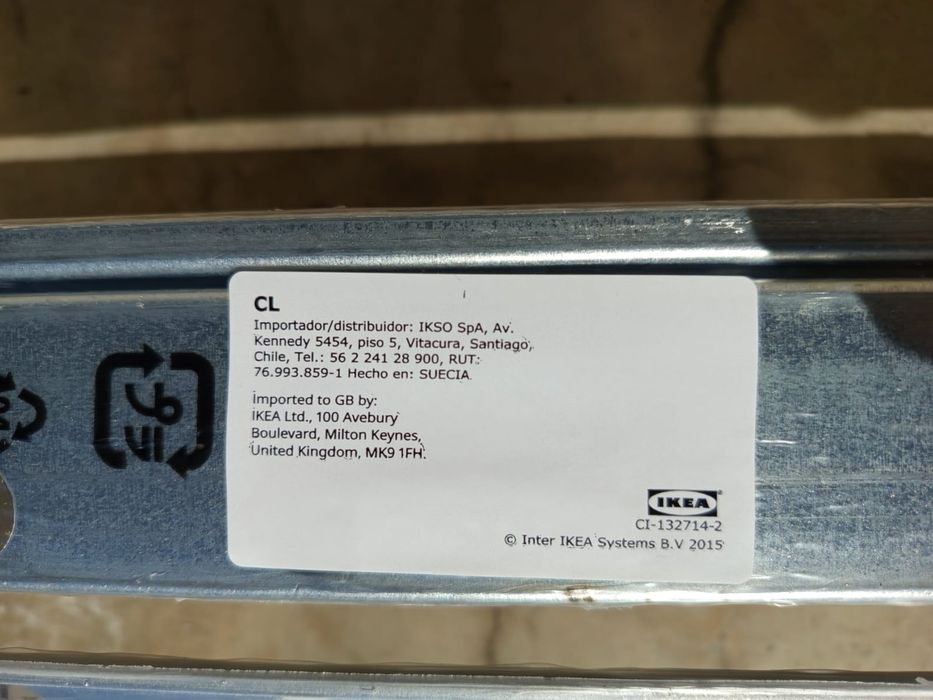 CL
Importador/distribuidor: IKSO SpA, Av.
Kennedy 5454, piso 5, Vitacura, Santiago,
Chile, Tel.: 56 2 241 28 900, RUT:
76.993.859-1 Hecho en: SUECIA
Imported to GB by:
IKEA Ltd., 100 Avebury
Boulevard, Milton Keynes,
United Kingdom, MK9 1FH.
IKEA®
CI-132714-2
© Inter IKEA Systems B.V 2015